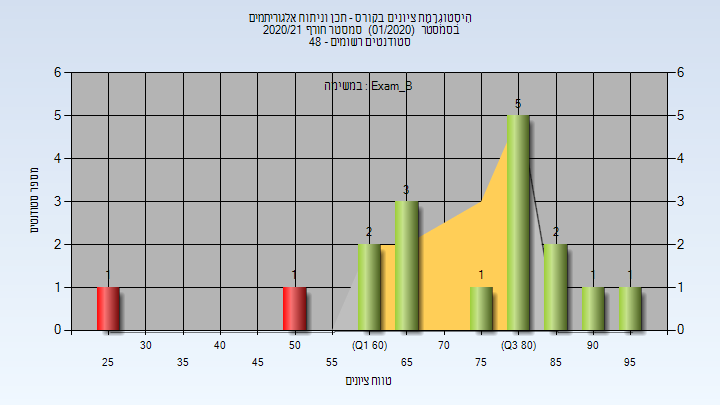 היסטוגרמת ציונים בקורס - תכן וניתוח אלגוריתמים
בסמסטר (01/2020) סמסטר חורף 2020/21
סטודנטים רשומים - 48
במשימה : Exam_B
מספר סטודנטים
6 6
5 5
4 4
3 3
2 2
1 1
0 0
1 1 2 3 1 5 2 1 1
30 40 50 (Q1 60) 70 (Q3 80) 90
25 35 45 55 65 75 85 95
טווח ציונים